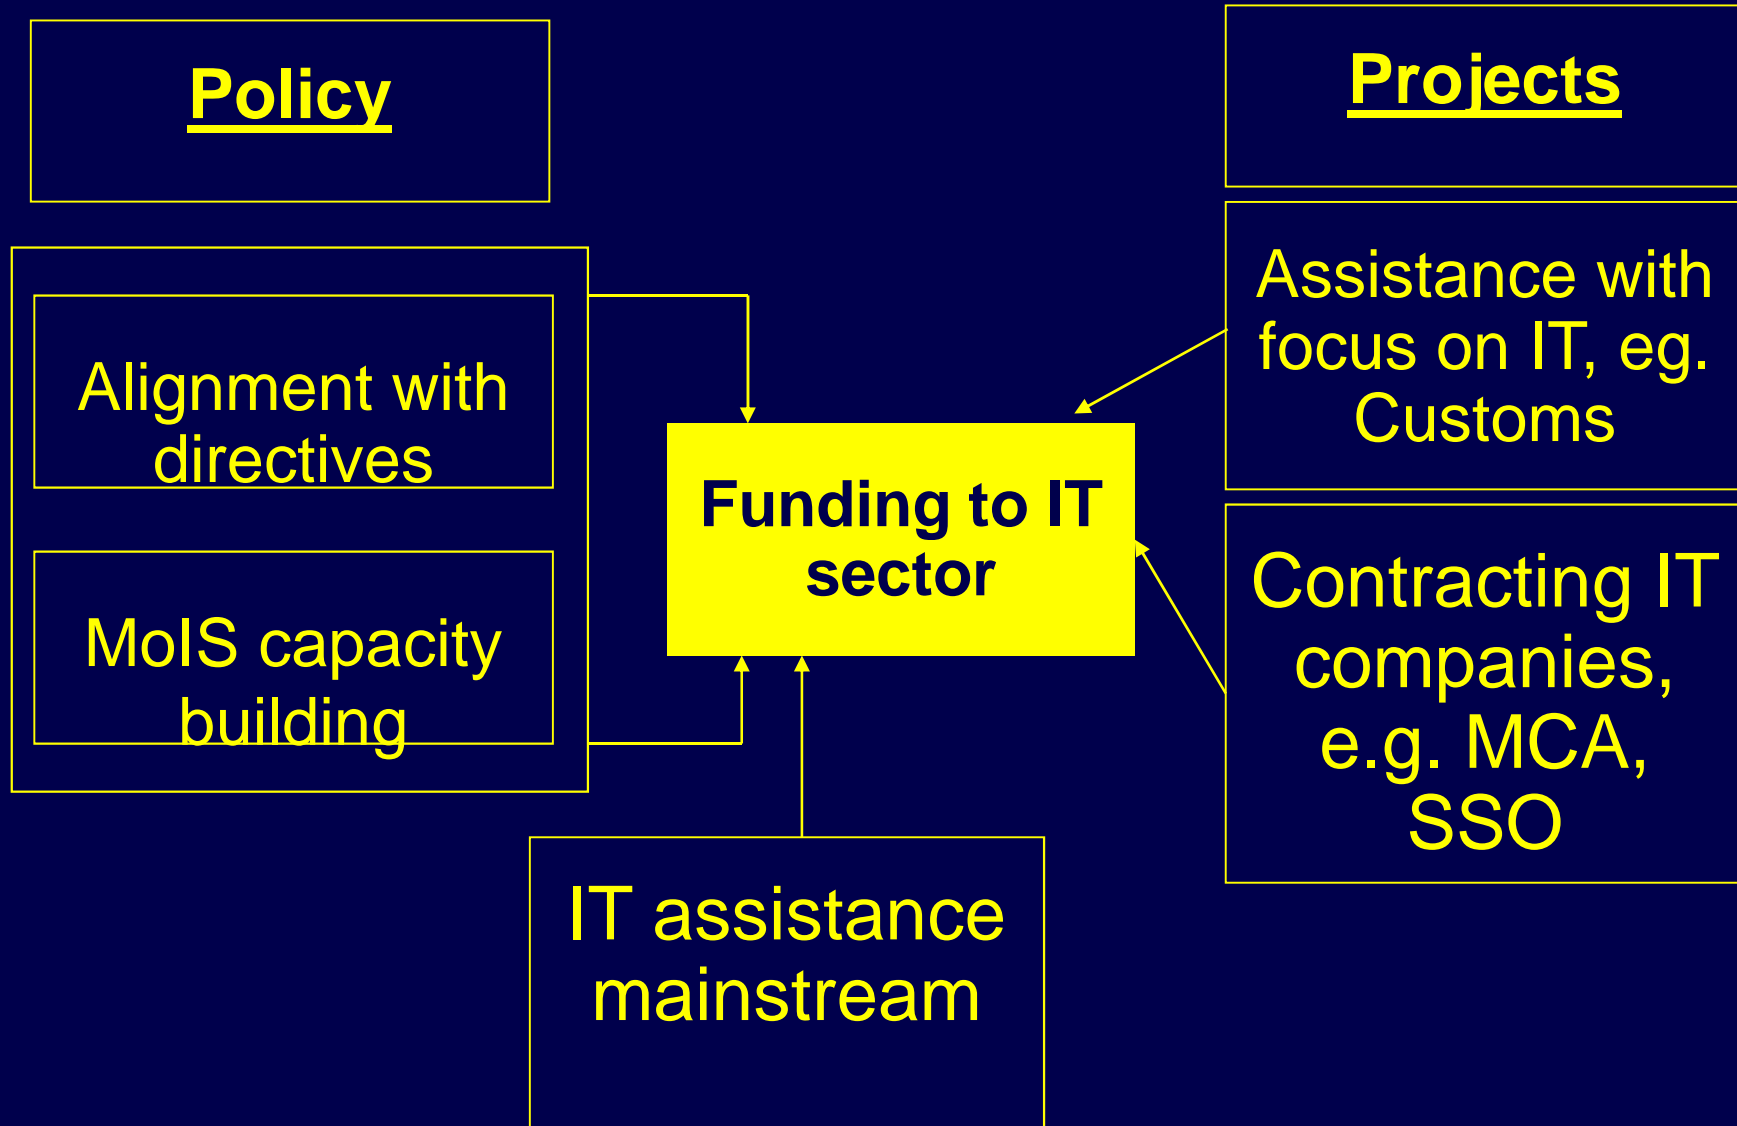 Policy
Projects
Alignment with
directives
MoIS capacity
building
Funding to IT
sector
Assistance with
focus on IT, eg.
Customs
Contracting IT
companies,
e.g. MCA,
SSO
IT assistance
mainstream